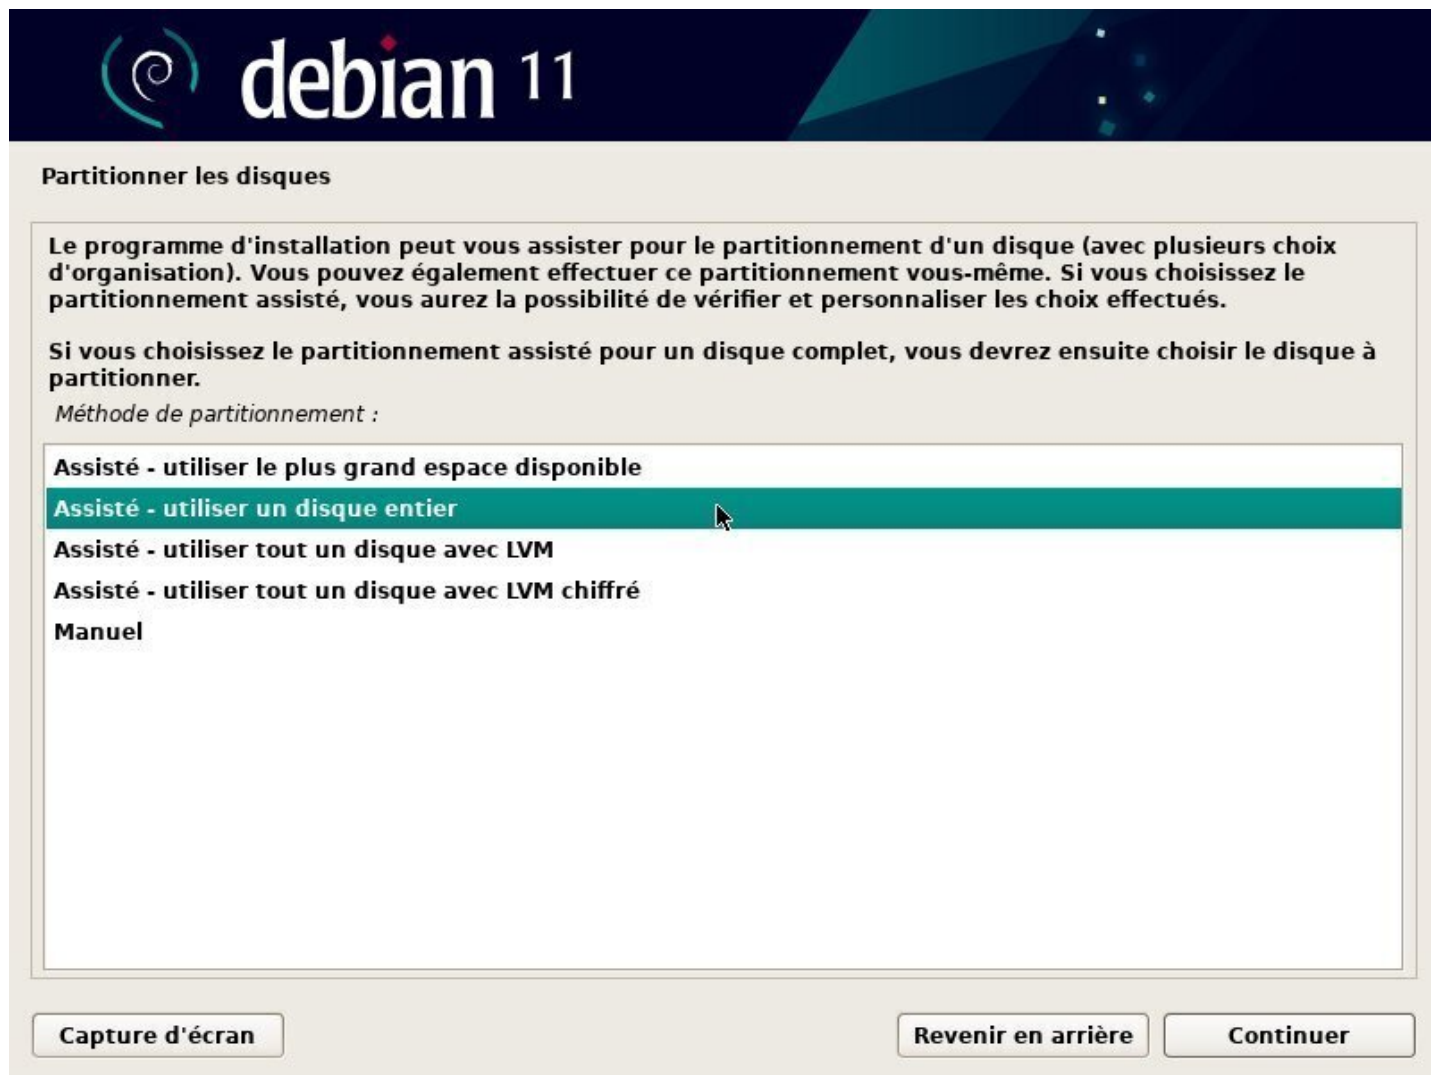 debian 11
Partitionner les disques
Le programme d'installation peut vous assister pour le partitionnement d'un disque (avec plusieurs choix
d'organisation). Vous pouvez également effectuer ce partitionnement vous-même. Si vous choisissez le
partitionnement assisté, vous aurez la possibilité de vérifier et personnaliser les choix effectués.
Si vous choisissez le partitionnement assisté pour un disque complet, vous devrez ensuite choisir le disque à
partitionner.
Méthode de partitionnement :
Assisté - utiliser le plus grand espace disponible
Assisté - utiliser un disque entier
Assisté - utiliser tout un disque avec LVM
Assisté - utiliser tout un disque avec LVM chiffré
Manuel
Capture d'écran Revenir en arrière Continuer